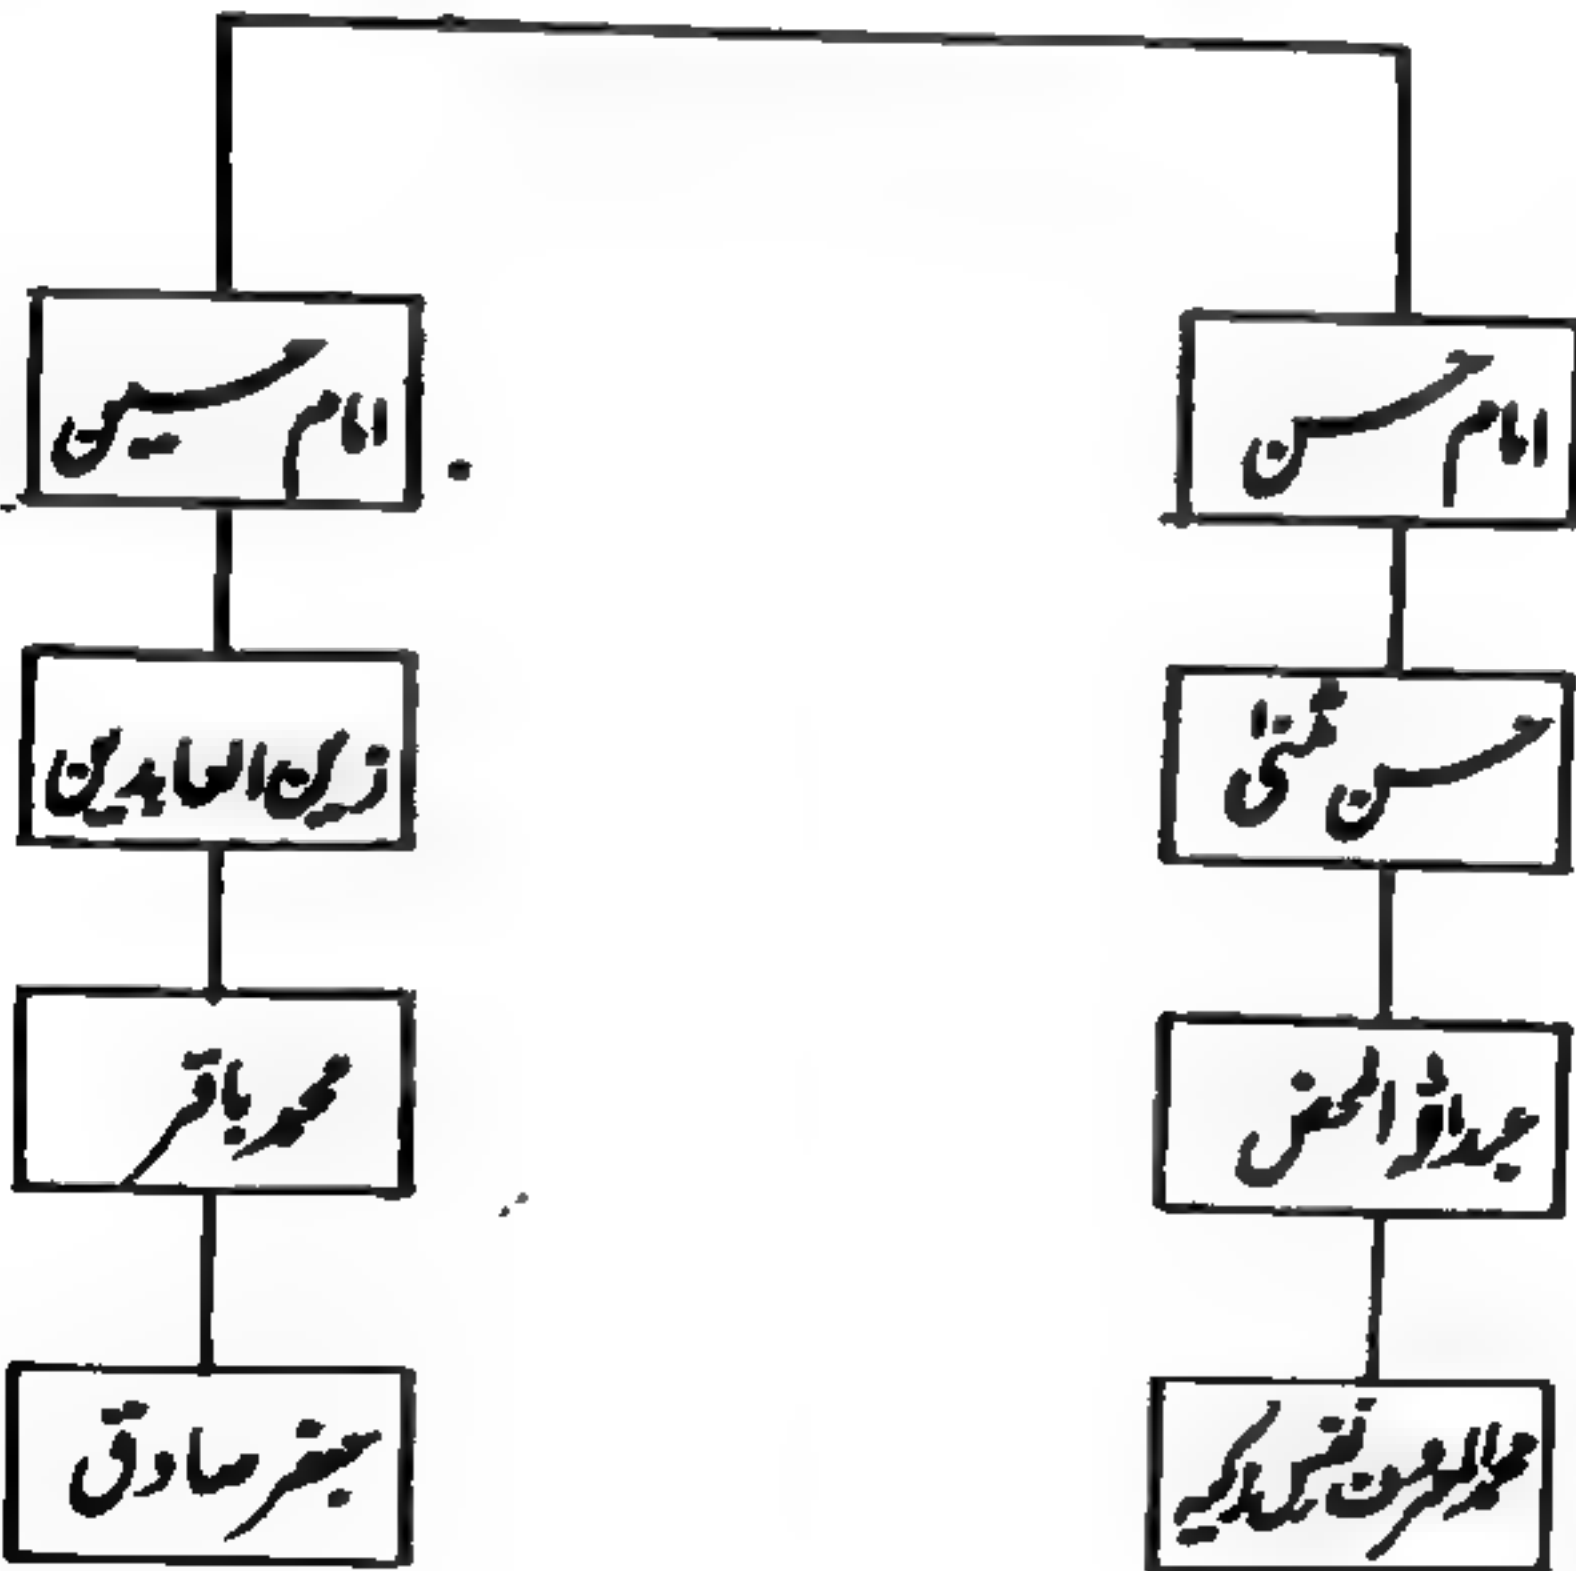 امام حسن
امام حسین
حسن مثنیٰ
زین العابدین
عبداللہ المحض
محمد باقر
محمد المعروف نفس زکیہ
جعفر صادق